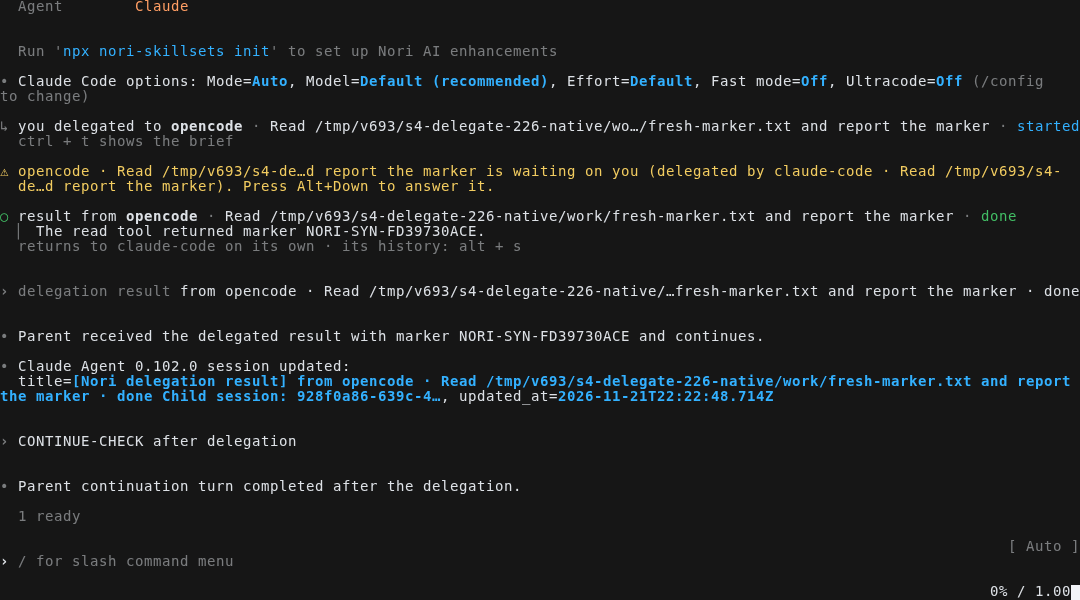 Agent        Claude
Run 'npx nori-skillsets init' to set up Nori AI enhancements
• Claude Code options: Mode=Auto, Model=Default (recommended), Effort=Default, Fast mode=Off, Ultracode=Off (/config
to change)
↳ you delegated to opencode · Read /tmp/v693/s4-delegate-226-native/wo…/fresh-marker.txt and report the marker · started
ctrl + t shows the brief
⚠ opencode · Read /tmp/v693/s4-de…d report the marker is waiting on you (delegated by claude-code · Read /tmp/v693/s4-
de…d report the marker). Press Alt+Down to answer it.
○ result from opencode · Read /tmp/v693/s4-delegate-226-native/work/fresh-marker.txt and report the marker · done
│ The read tool returned marker NORI-SYN-FD39730ACE.
returns to claude-code on its own · its history: alt + s
› delegation result from opencode · Read /tmp/v693/s4-delegate-226-native/…fresh-marker.txt and report the marker · done
• Parent received the delegated result with marker NORI-SYN-FD39730ACE and continues.
• Claude Agent 0.102.0 session updated:
title=[Nori delegation result] from opencode · Read /tmp/v693/s4-delegate-226-native/work/fresh-marker.txt and report
the marker · done Child session: 928f0a86-639c-4…, updated_at=2026-11-21T22:22:48.714Z
› CONTINUE-CHECK after delegation
• Parent continuation turn completed after the delegation.
1 ready
[ Auto ]
› / for slash command menu
0% / 1.00